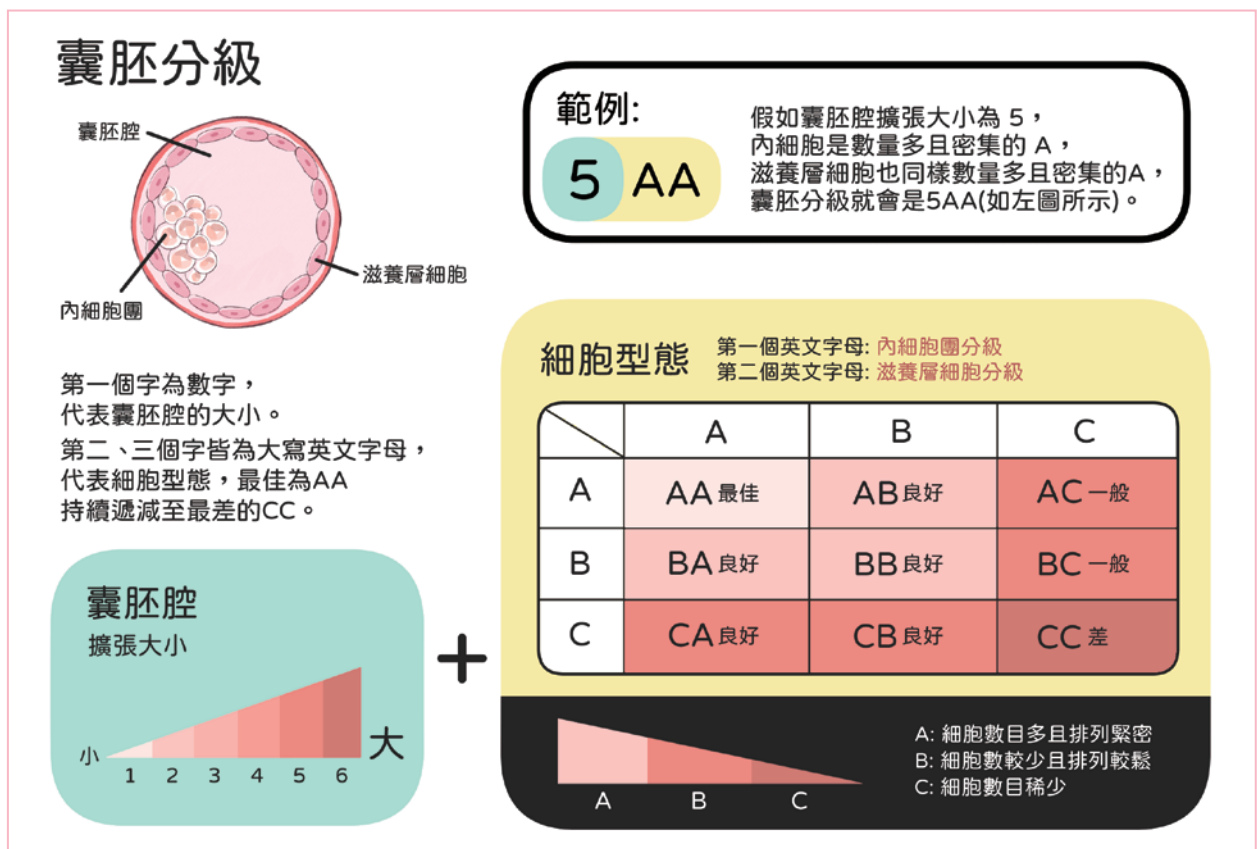 囊胚分級
囊胚腔
內細胞團
滋養層細胞
第一個字為數字，
代表囊胚腔的大小。
第二、三個字皆為大寫英文字母，
代表細胞型態，最佳為AA
持續遞減至最差的CC。
範例:
5 AA
假如囊胚腔擴張大小為 5，
內細胞是數量多且密集的 A，
滋養層細胞也同樣數量多且密集的A，
囊胚分級就會是5AA(如左圖所示)。
囊胚腔
擴張大小
小 大
1 2 3 4 5 6
+
細胞型態
第一個英文字母: 內細胞團分級
第二個英文字母: 滋養層細胞分級
A B C
A AA 最佳 AB 良好 AC 一般
B BA 良好 BB 良好 BC 一般
C CA 良好 CB 良好 CC 差
A B C
A: 細胞數目多且排列緊密
B: 細胞數較少且排列較鬆
C: 細胞數目稀少